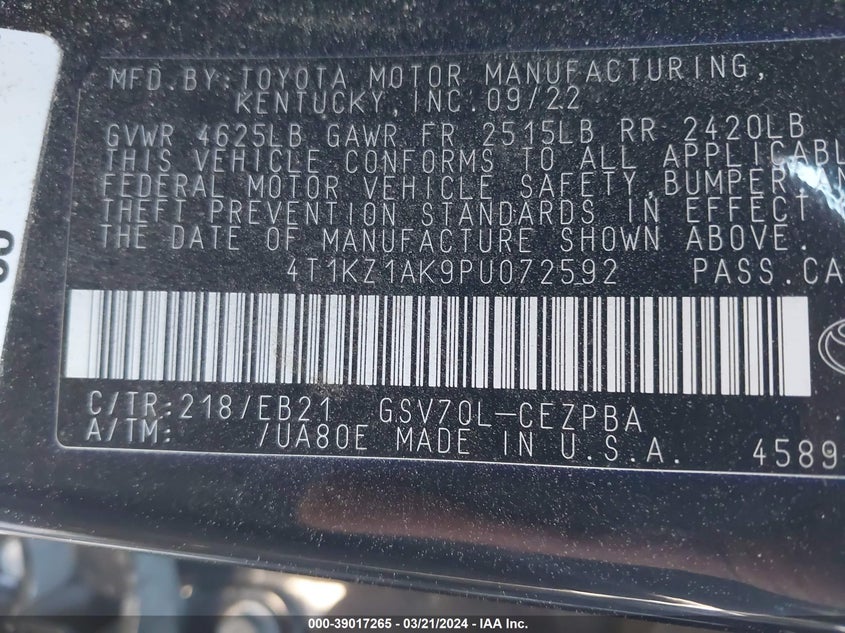 MFD.BY:TOYOTA MOTOR MANUFACTURING,
KENTUCKY,INC.09/22
GVWR 4625LB GAWR FR 2515LB RR 2420LB
THIS VEHICLE CONFORMS TO ALL APPLICABL
FEDERAL MOTOR VEHICLE SAFETY,BUMPER,
THEFT PREVENTION STANDARDS IN EFFECT
THE DATE OF MANUFACTURE SHOWN ABOVE.
4T1KZ1AK9PU072592 PASS.CA
C/TR:218/EB21 GSV70L-CEZPBA
A/TM: /UA80E MADE IN U.S.A. 4589
000-39017265 - 03/21/2024 - IAA Inc.